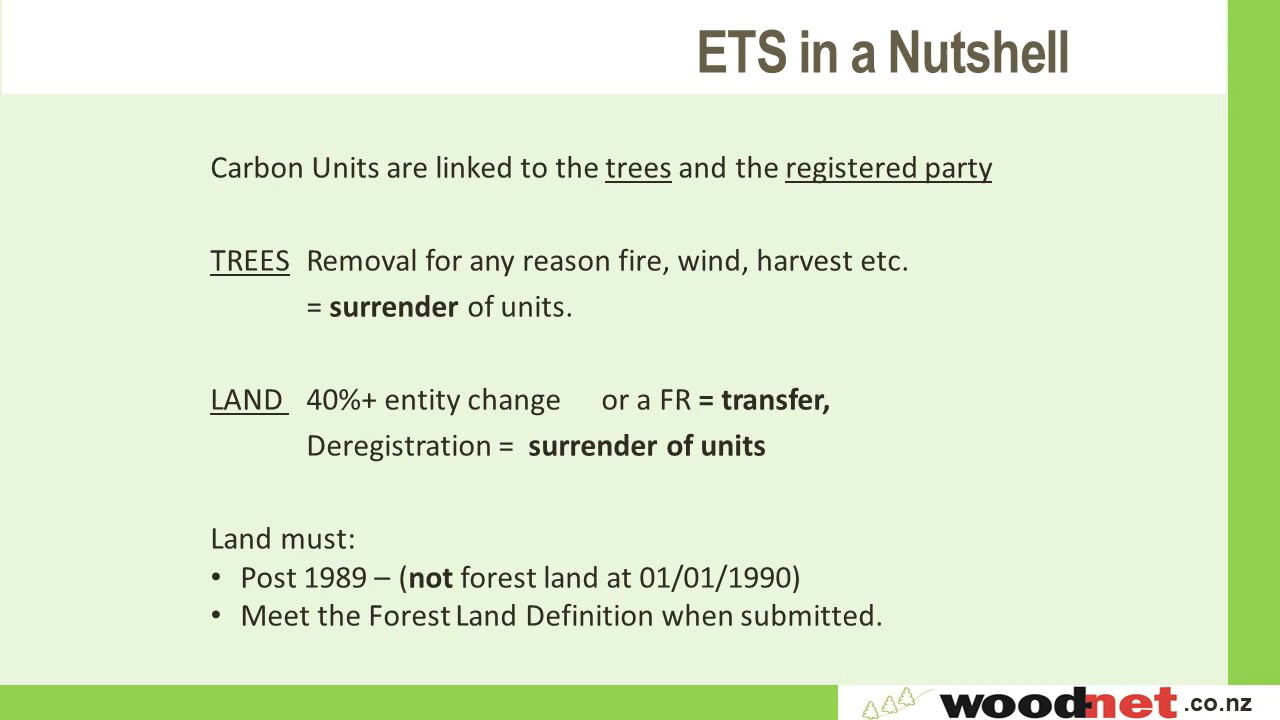 ETS in a Nutshell
Carbon Units are linked to the trees and the registered party
TREES Removal for any reason fire, wind, harvest etc.
= surrender of units.
LAND 40%+ entity change or a FR = transfer,
Deregistration = surrender of units
Land must:
• Post 1989 – (not forest land at 01/01/1990)
• Meet the Forest Land Definition when submitted.
woodnet.co.nz